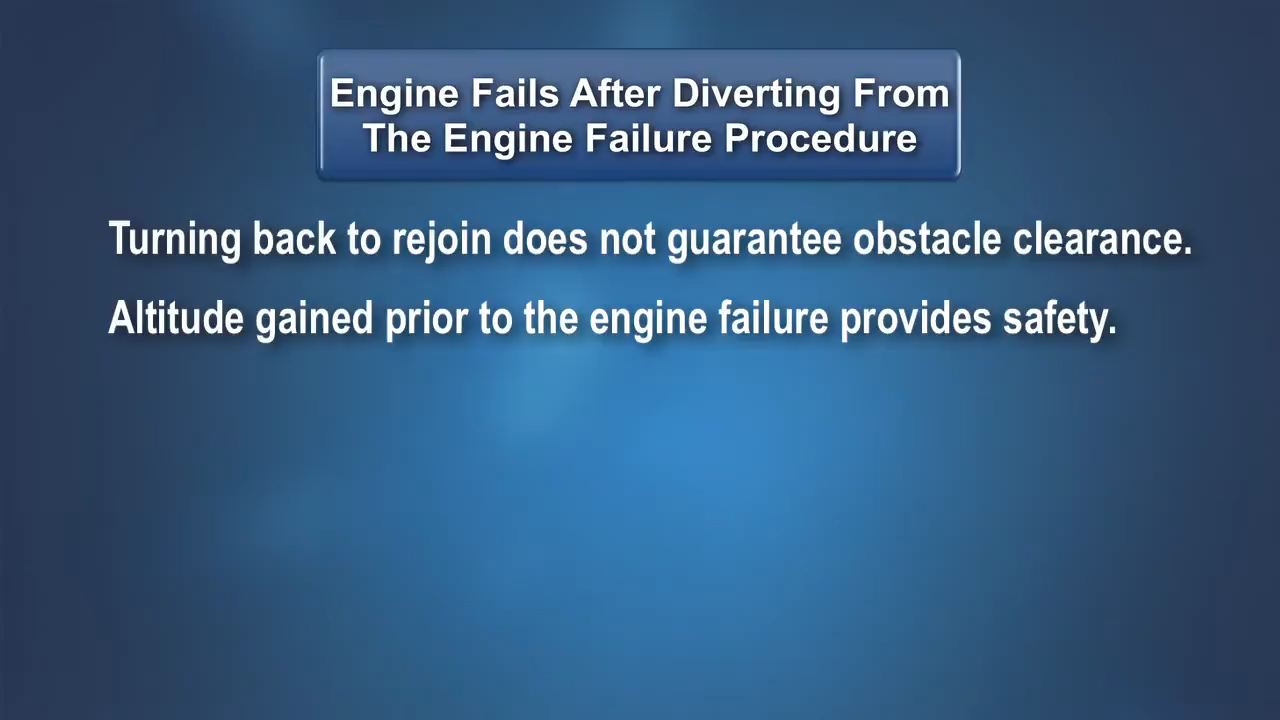 Engine Fails After Diverting From
The Engine Failure Procedure
Turning back to rejoin does not guarantee obstacle clearance.
Altitude gained prior to the engine failure provides safety.